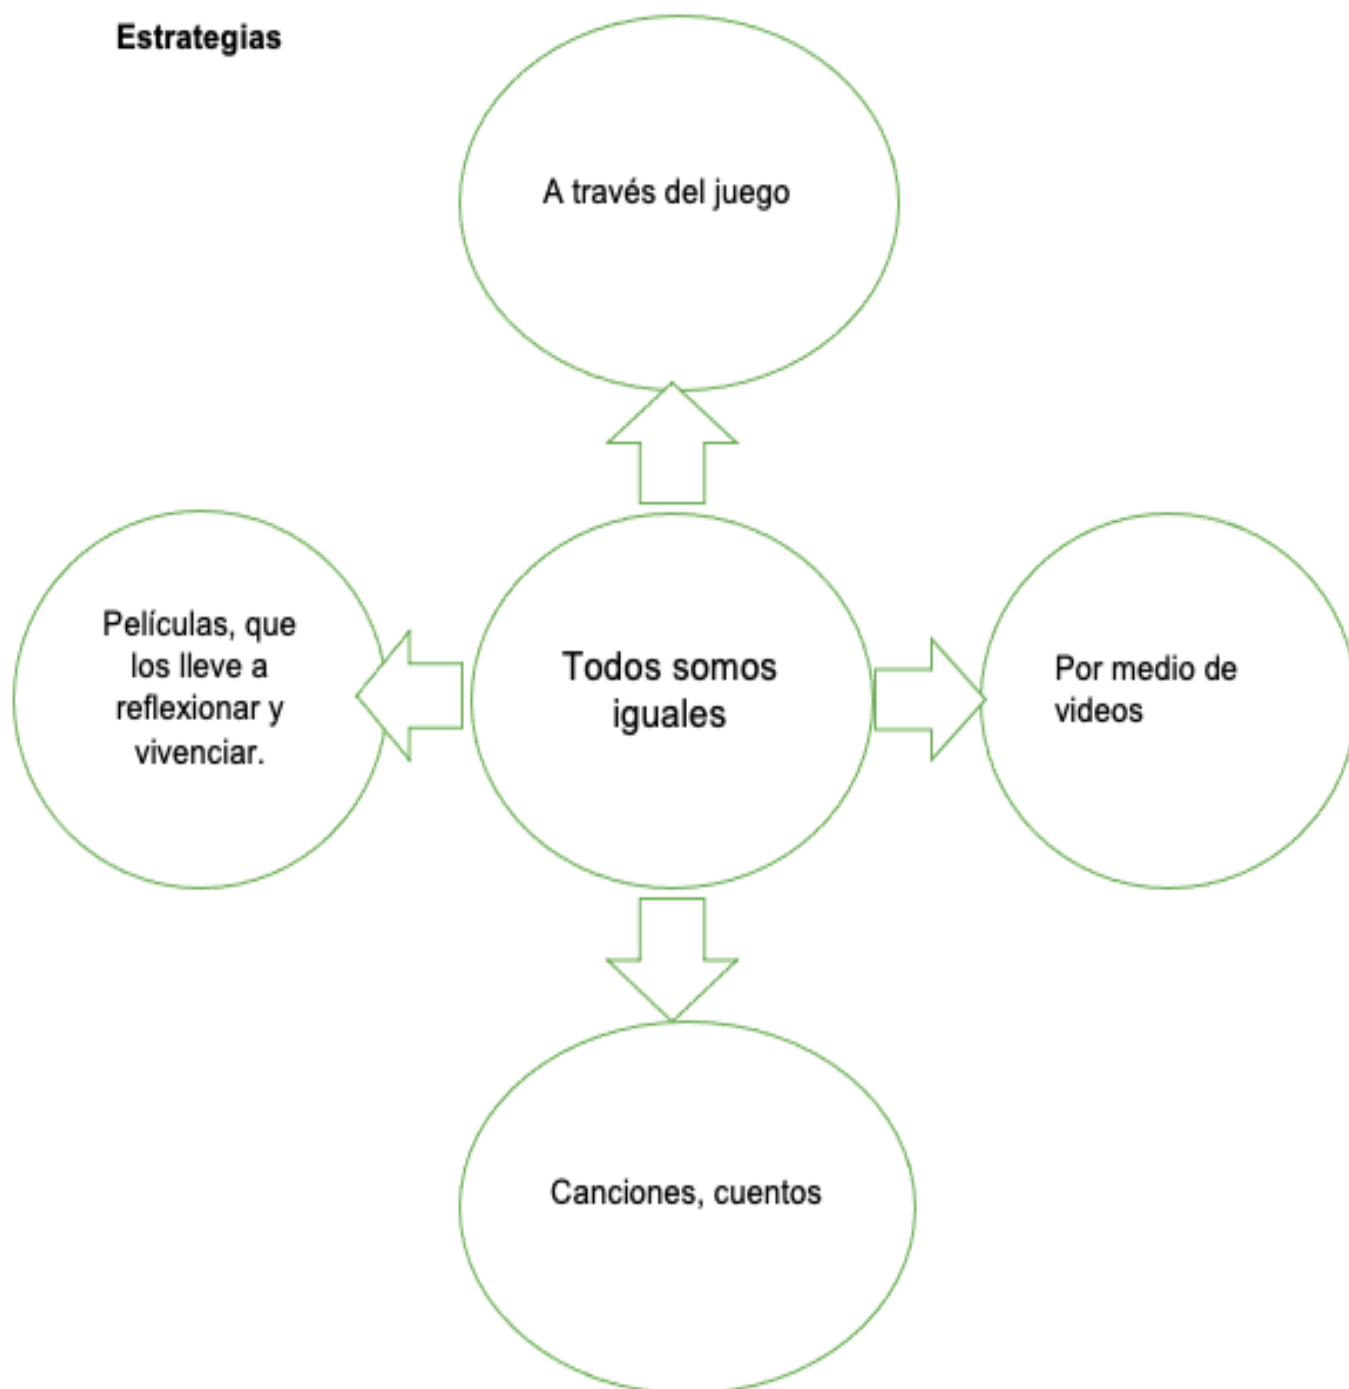 Estrategias
A través del juego
Películas, que
los lleve a
reflexionar y
vivenciar.
Todos somos
iguales
Por medio de
videos
Canciones, cuentos